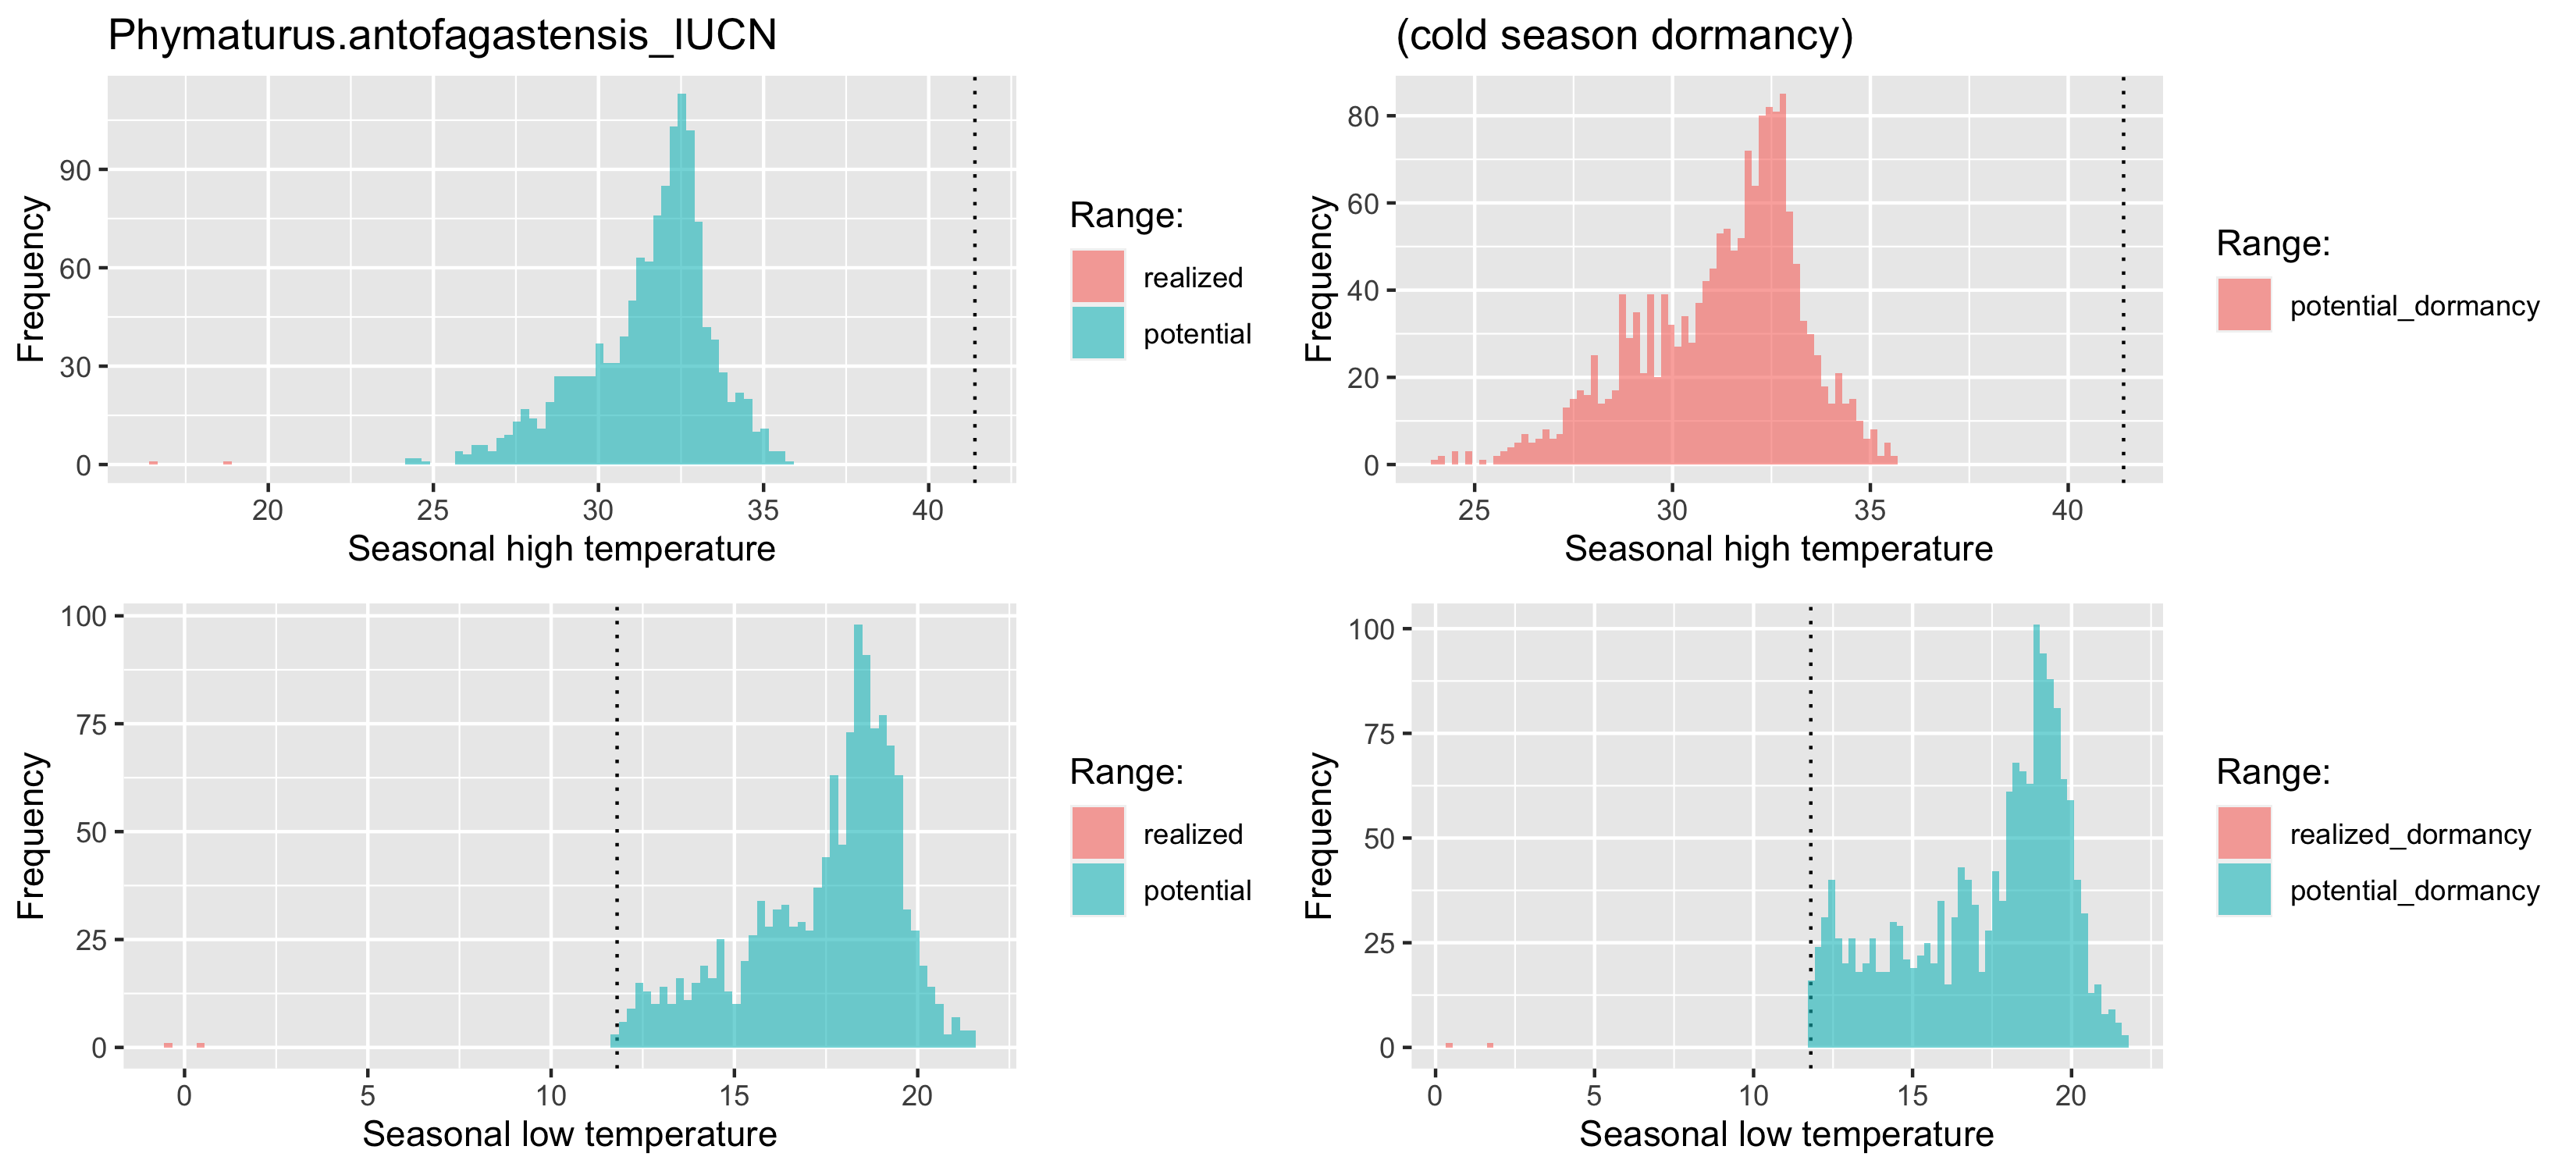 Phymaturus.antofagastensis_IUCN
Frequency
90
60
30
0
20 25 30 35 40
Seasonal high temperature
Range:
realized
potential
(cold season dormancy)
Frequency
80
60
40
20
0
25 30 35 40
Seasonal high temperature
Range:
potential_dormancy
Frequency
100
75
50
25
0
0 5 10 15 20
Seasonal low temperature
Range:
realized
potential
Frequency
100
75
50
25
0
0 5 10 15 20
Seasonal low temperature
Range:
realized_dormancy
potential_dormancy